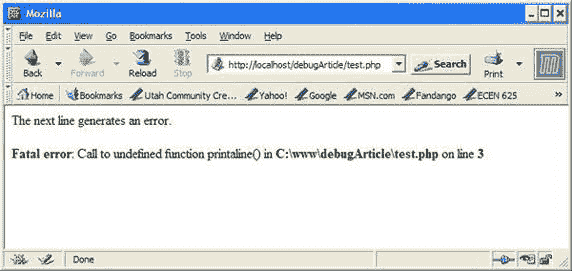 Mozilla
File Edit View Go Bookmarks Tools Window Help
Back Forward Reload Stop http://localhost/debugArticle/test.php Search Print
Home Bookmarks Utah Community Cre... Yahoo! Google MSN.com Fandango ECEN 625
The next line generates an error.
Fatal error: Call to undefined function printaline() in C:\www\debugArticle\test.php on line 3
Done